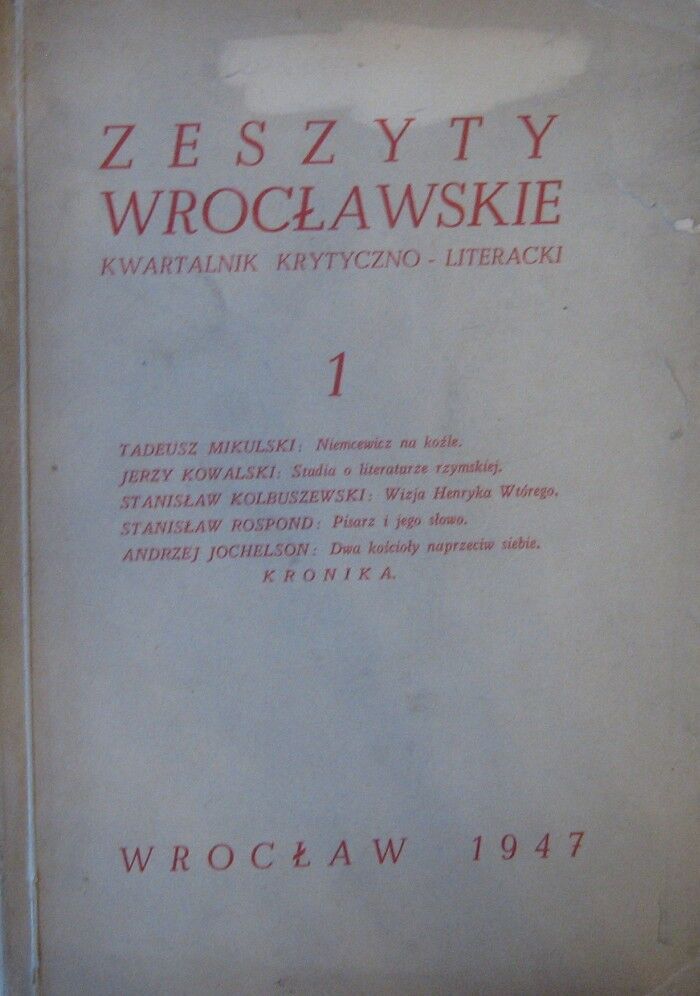 ZESZYTY
WROCŁAWSKIE
KWARTALNIK KRYTYCZNO - LITERACKI
1
TADEUSZ MIKULSKI: Niemcewicz na koźle.
JERZY KOWALSKI: Studia o literaturze rzymskiej.
STANISŁAW KOLBUSZEWSKI: Wizja Henryka Wtórego.
STANISŁAW ROSPOND: Pisarz i jego słowo.
ANDRZEJ JOCHELSON: Dwa kościoły naprzeciw siebie.
KRONIKA.
WROCŁAW 1947